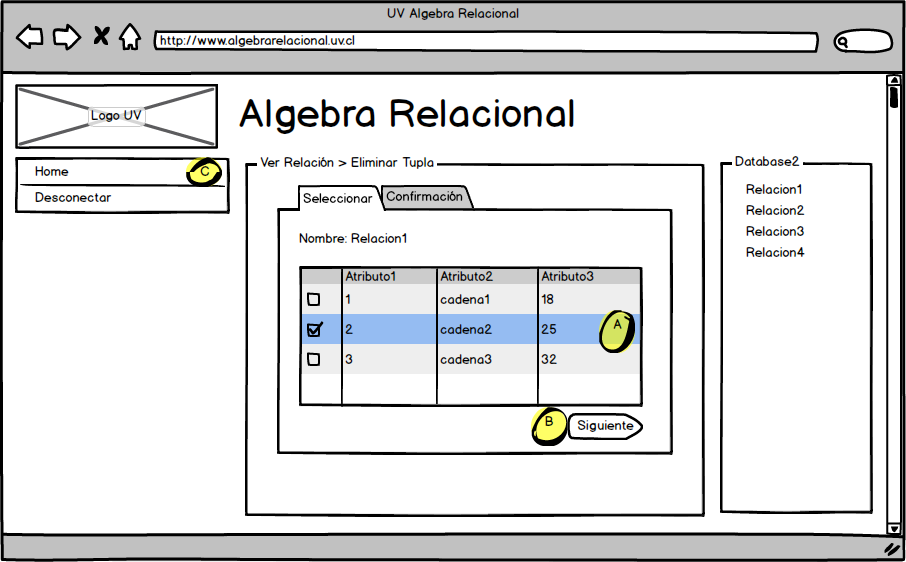 UV Algebra Relacional
http://www.algebrarelacional.uv.cl
Logo UV
Algebra Relacional
Home
C
Desconectar
Ver Relación > Eliminar Tupla
Seleccionar
Confirmación
Nombre: Relacion1
Atributo1 Atributo2 Atributo3
1 cadena1 18
2 cadena2 25
A
3 cadena3 32
B
Siguiente
Database2
Relacion1
Relacion2
Relacion3
Relacion4